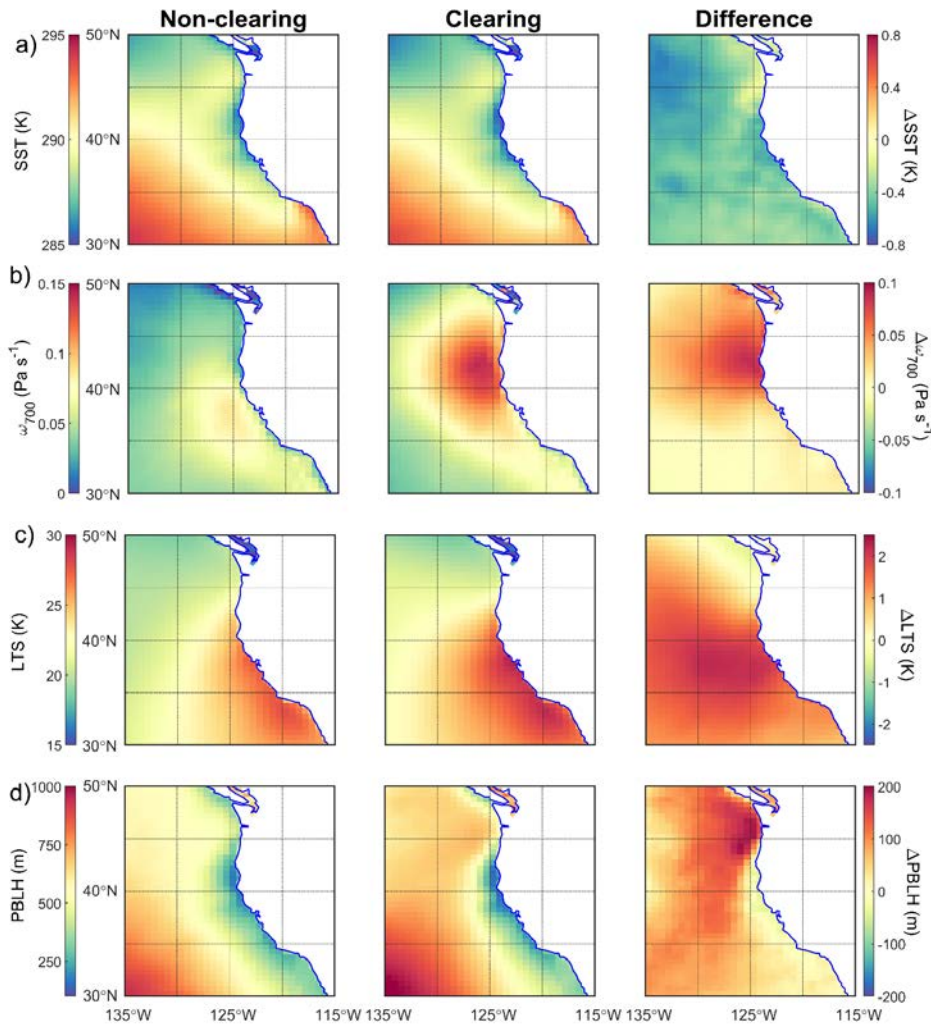 Non-clearing Clearing Difference
a)
295
290
285
SST (K)
50°N
40°N
30°N
0.8
0.4
0
-0.4
-0.8
ΔSST (K)
b)
0.15
0.1
0.05
0
ω700 (Pa s⁻¹)
50°N
40°N
30°N
0.1
0.05
0
-0.05
-0.1
Δω700 (Pa s⁻¹)
c)
30
25
20
15
LTS (K)
50°N
40°N
30°N
2
1
0
-1
-2
ΔLTS (K)
d)
1000
750
500
250
PBLH (m)
50°N
40°N
30°N
200
100
0
-100
-200
ΔPBLH (m)
135°W 125°W 115°W 135°W 125°W 115°W 135°W 125°W 115°W